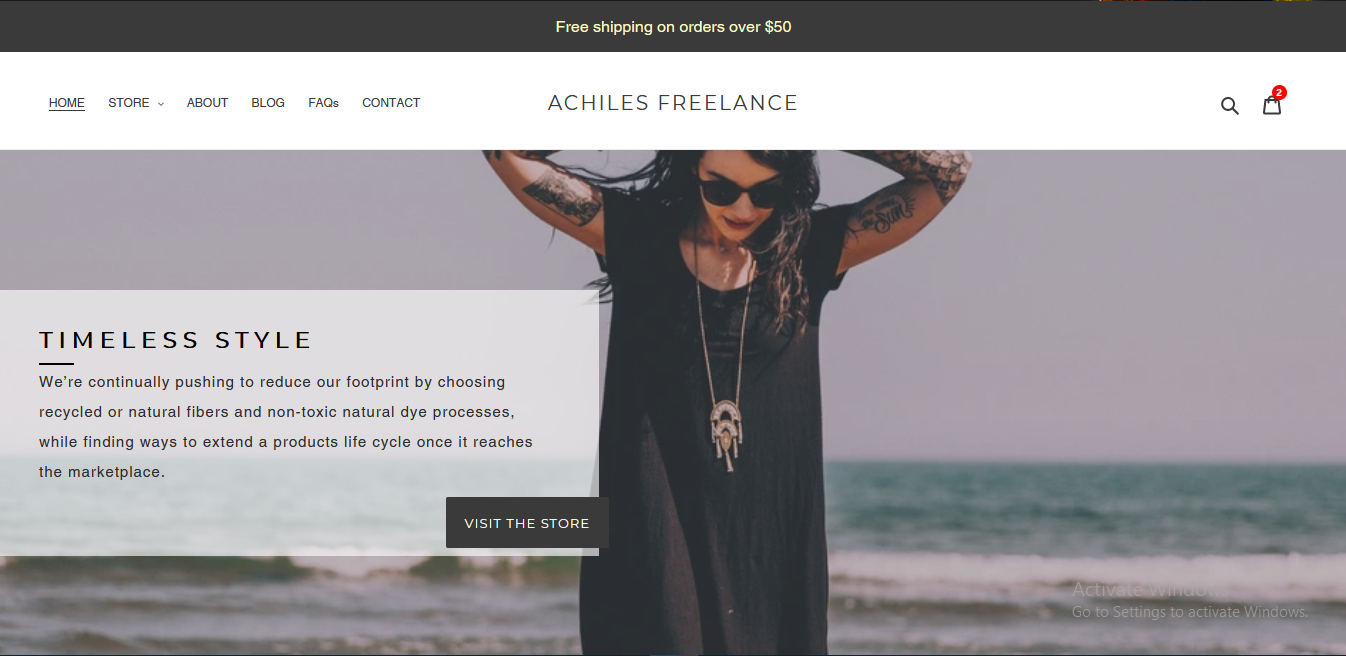 Free shipping on orders over $50
HOME STORE ABOUT BLOG FAQs CONTACT
ACHILES FREELANCE
2
Sun
TIMELESS STYLE
We're continually pushing to reduce our footprint by choosing
recycled or natural fibers and non-toxic natural dye processes,
while finding ways to extend a products life cycle once it reaches
the marketplace.
VISIT THE STORE
Activate Windows
Go to Settings to activate Windows.